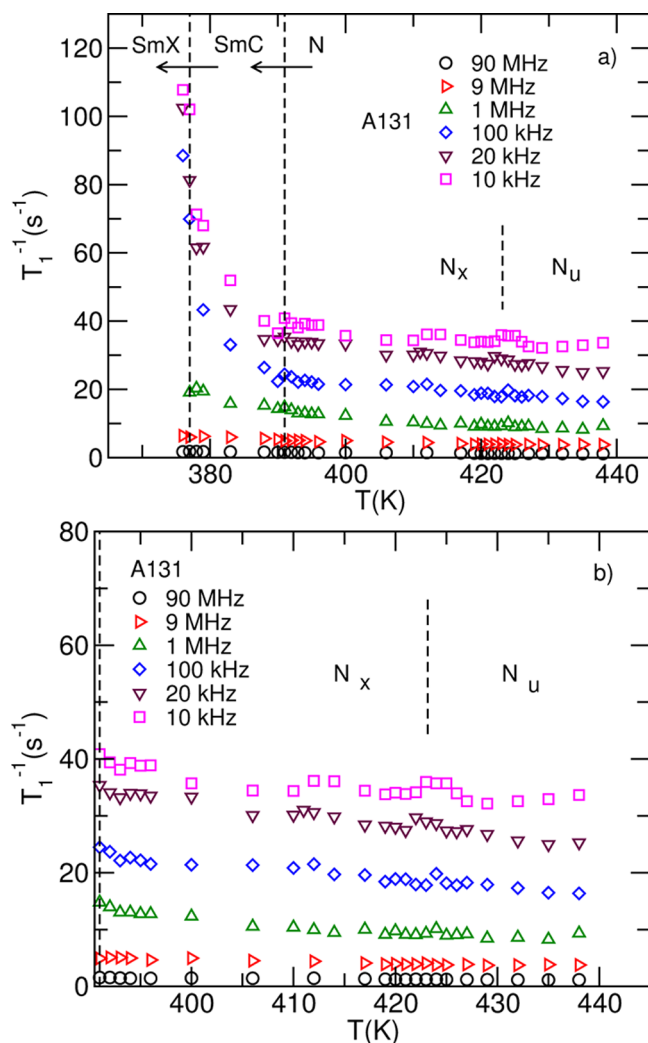 120
100
80
60
40
20
0
T₁⁻¹(s⁻¹)
SmX SmC N
a)
A131
90 MHz
9 MHz
1 MHz
100 kHz
20 kHz
10 kHz
Nₓ Nᵤ
380 400 420 440
T(K)
80
60
40
20
0
T₁⁻¹(s⁻¹)
b)
A131
90 MHz
9 MHz
1 MHz
100 kHz
20 kHz
10 kHz
Nₓ Nᵤ
400 410 420 430 440
T(K)